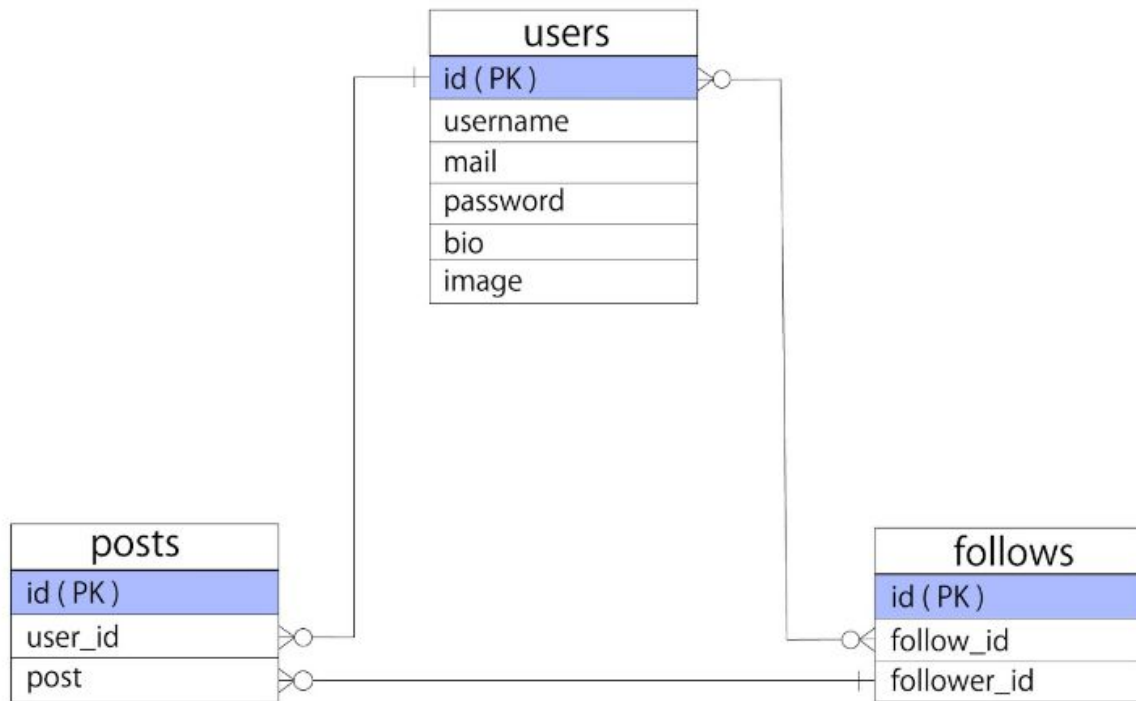 users
id ( PK )
username
mail
password
bio
image
posts
id ( PK )
user_id
post
follows
id ( PK )
follow_id
follower_id